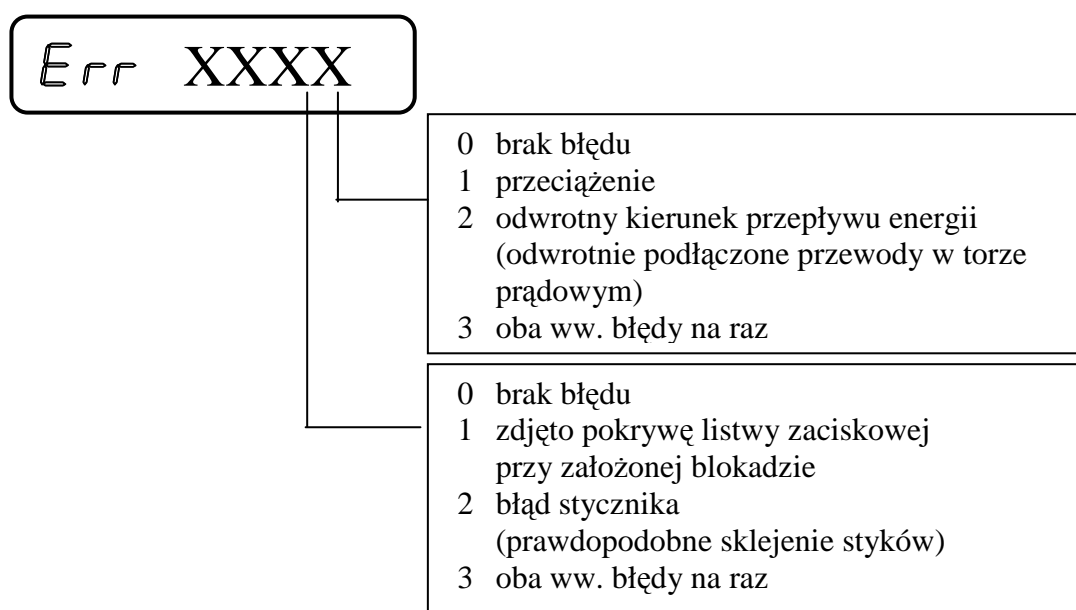 Err XXXX
0 brak błędu
1 przeciążenie
2 odwrotny kierunek przepływu energii
(odwrotnie podłączone przewody w torze
prądowym)
3 oba ww. błędy na raz
0 brak błędu
1 zdjęto pokrywę listwy zaciskowej
przy założonej blokadzie
2 błąd stycznika
(prawdopodobne sklejenie styków)
3 oba ww. błędy na raz